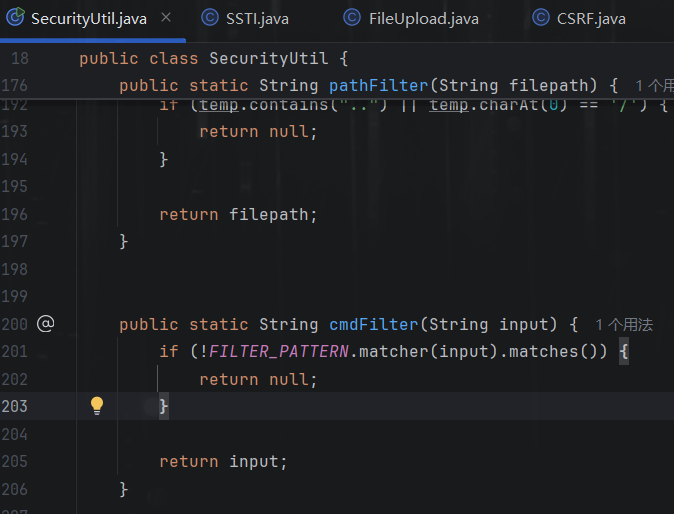 SecurityUtil.java × SSTI.java FileUpload.java CSRF.java
18 public class SecurityUtil {
176 public static String pathFilter(String filepath) { 1 个用
192 if (temp.contains("..") || temp.charAt(0) == '/') {
193 return null;
194 }
195
196 return filepath;
197 }
198
199
200 public static String cmdFilter(String input) { 1 个用法
201 if (!FILTER_PATTERN.matcher(input).matches()) {
202 return null;
203 }
204
205 return input;
206 }
207